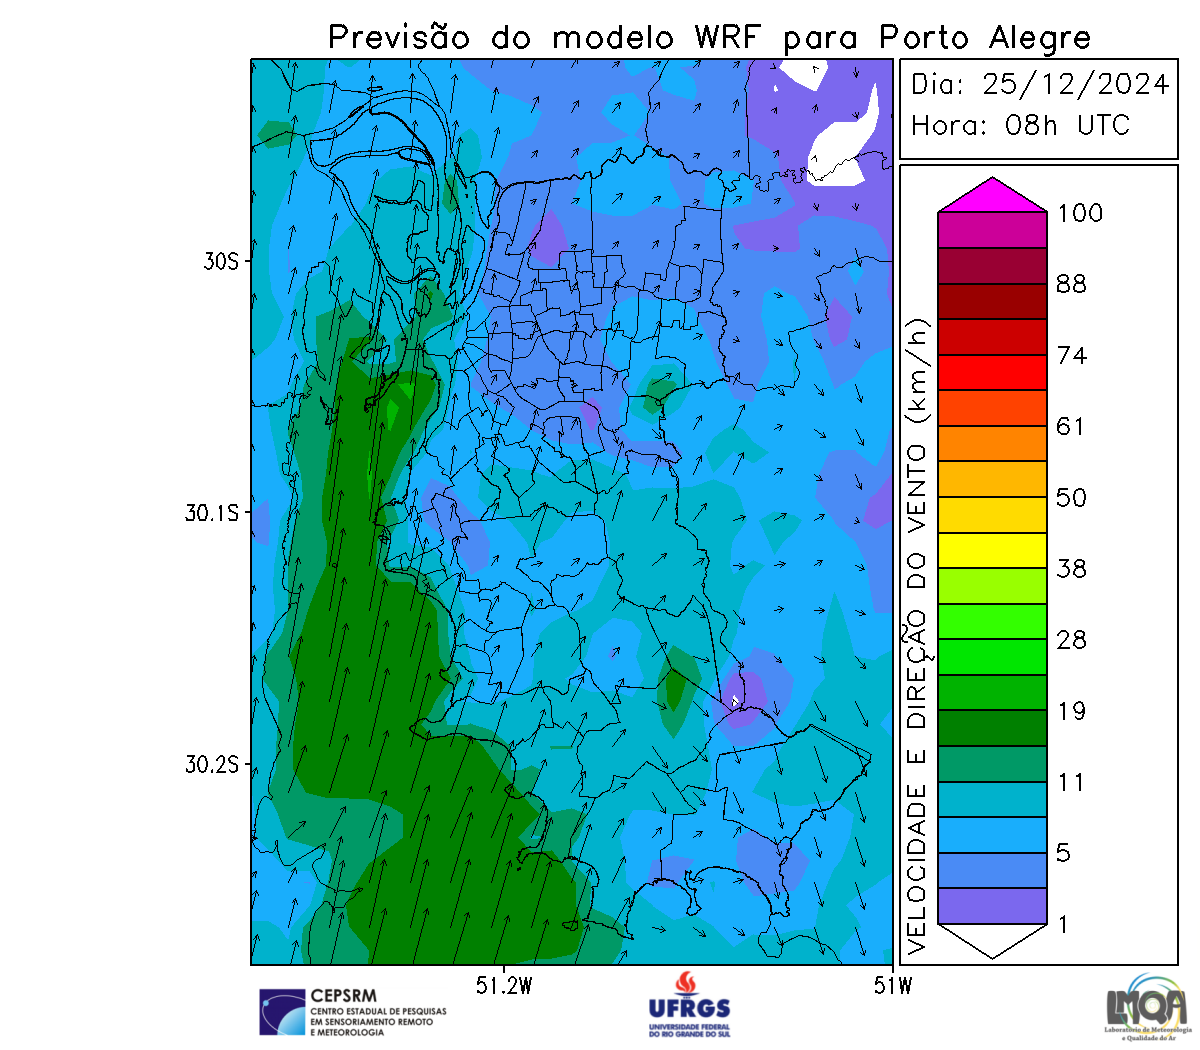 Previsão do modelo WRF para Porto Alegre
Dia: 25/12/2024
Hora: 08h UTC
30S
30.1S
30.2S
51.2W
51W
VELOCIDADE E DIREÇÃO DO VENTO (km/h)
100
88
74
61
50
38
28
19
11
5
1
CEPSRM
CENTRO ESTADUAL DE PESQUISAS
EM SENSORIAMENTO REMOTO
E METEOROLOGIA
UFRGS
UNIVERSIDADE FEDERAL
DO RIO GRANDE DO SUL
LMQA
Laboratório de Meteorologia
e Qualidade do Ar